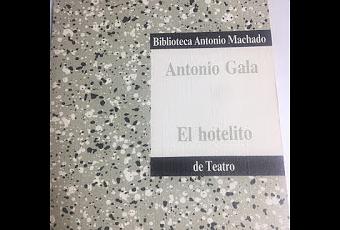 Biblioteca Antonio Machado
Antonio Gala
El hotelito
de Teatro